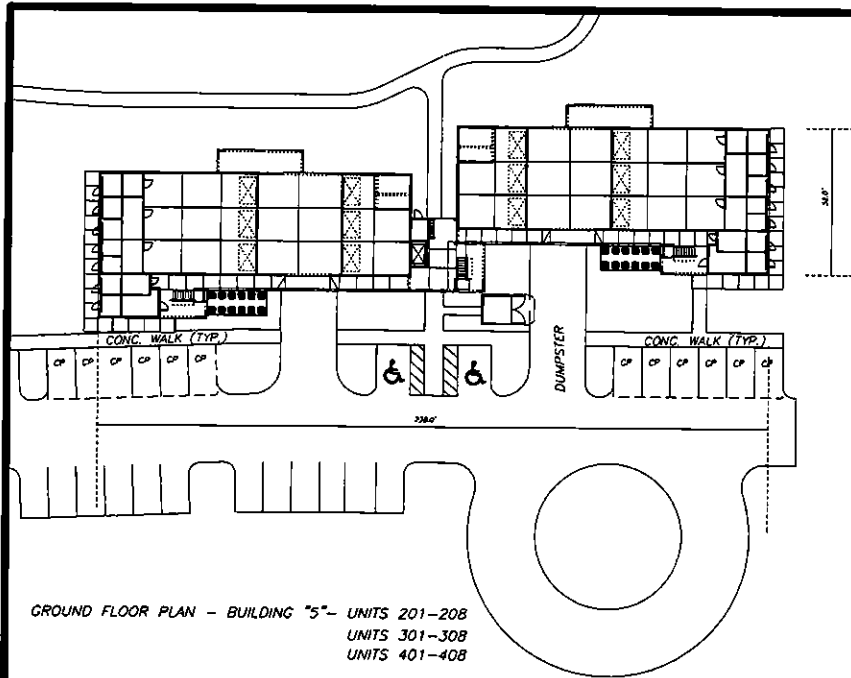 CONC. WALK (TYP.)
CONC. WALK (TYP.)
CP CP CP CP CP CP
CP CP CP CP CP CP
DUMPSTER
GROUND FLOOR PLAN - BUILDING "5"- UNITS 201-208
UNITS 301-308
UNITS 401-408